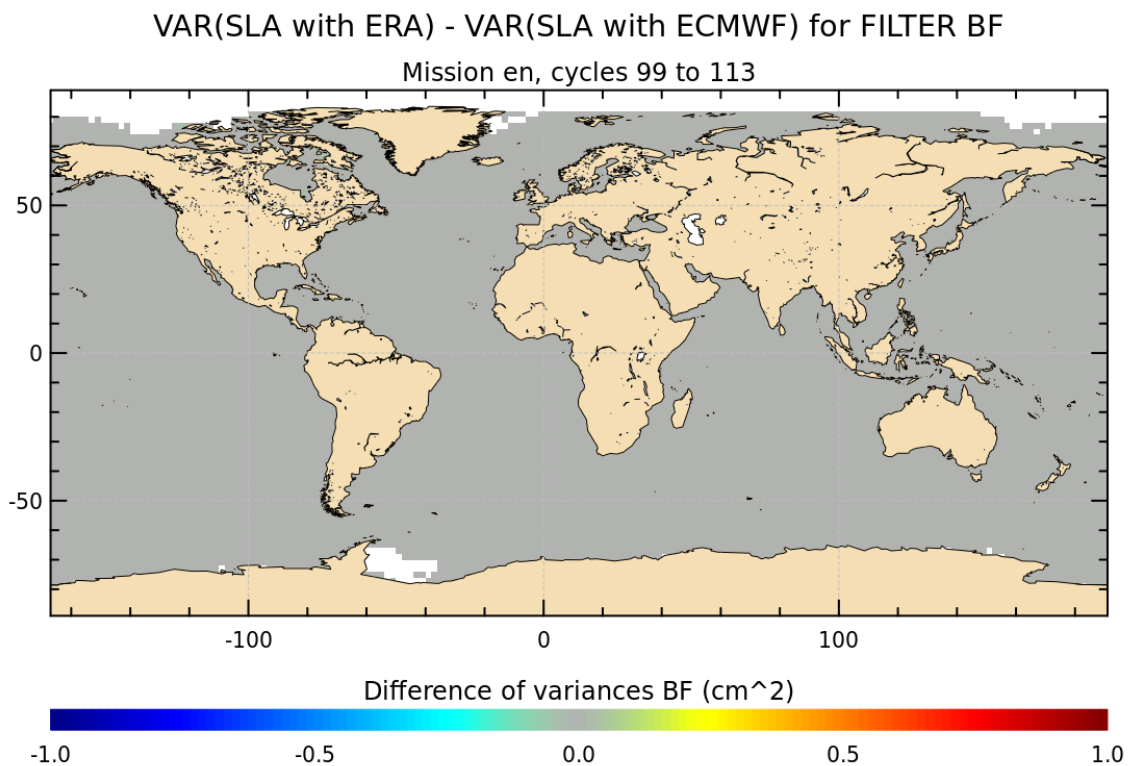 VAR(SLA with ERA) - VAR(SLA with ECMWF) for FILTER BF
Mission en, cycles 99 to 113
50
0
-50
-100 0 100
Difference of variances BF (cm^2)
-1.0 -0.5 0.0 0.5 1.0